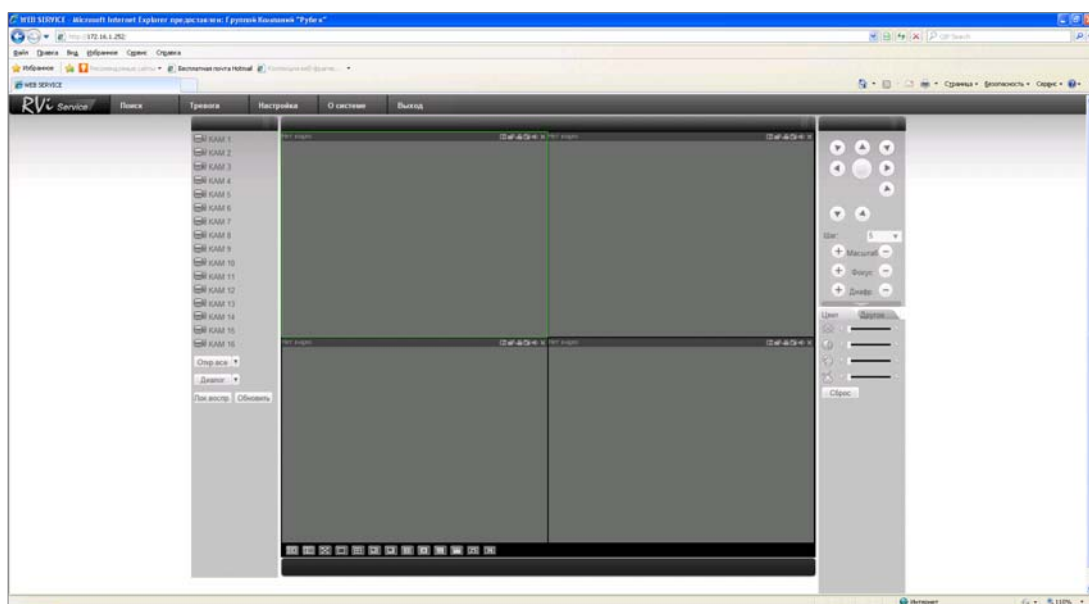 WEB SERVICE - Microsoft Internet Explorer предоставлен: Группой Компаний "Рубеж"
http://172.16.1.252/
Файл Правка Вид Избранное Сервис Справка
Избранное Рекомендуемые сайты Бесплатная почта Hotmail
WEB SERVICE
Страница Безопасность Сервис
RVi Service Поиск Тревога Настройка О системе Выход
КАМ 1
КАМ 2
КАМ 3
КАМ 4
КАМ 5
КАМ 6
КАМ 7
КАМ 8
КАМ 9
КАМ 10
КАМ 11
КАМ 12
КАМ 13
КАМ 14
КАМ 15
КАМ 16
Откр.все
Диалог
Лок.воспр. Обновить
Нет видео
Нет видео
Нет видео
Нет видео
Шаг: 5
Масштаб
Фокус
Диафр.
Цвет Другое
Сброс
Интернет 110%